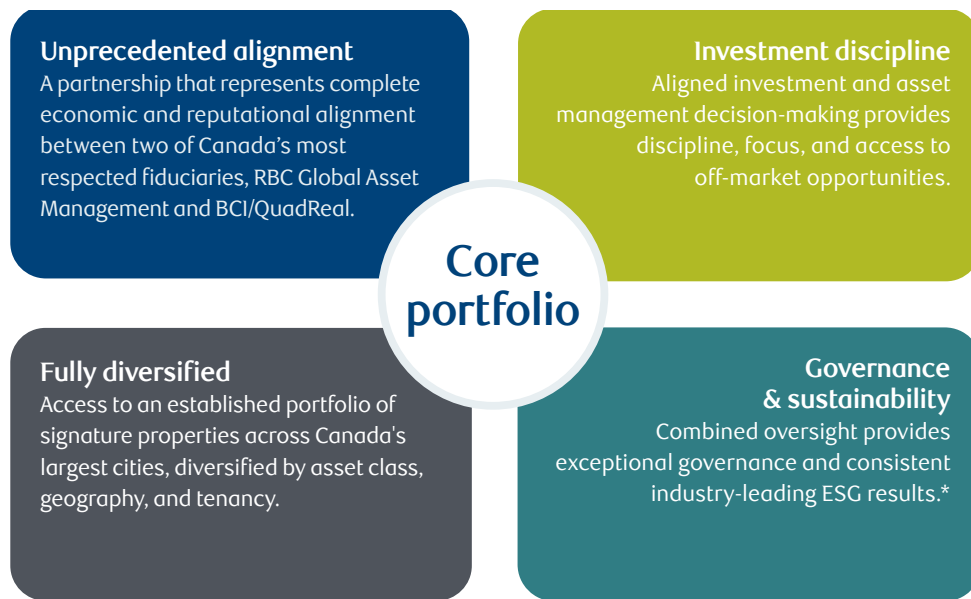 Unprecedented alignment
A partnership that represents complete
economic and reputational alignment
between two of Canada’s most
respected fiduciaries, RBC Global Asset
Management and BCI/QuadReal.
Investment discipline
Aligned investment and asset
management decision-making provides
discipline, focus, and access to
off-market opportunities.
Core
portfolio
Fully diversified
Access to an established portfolio of
signature properties across Canada's
largest cities, diversified by asset class,
geography, and tenancy.
Governance
& sustainability
Combined oversight provides
exceptional governance and consistent
industry-leading ESG results.*